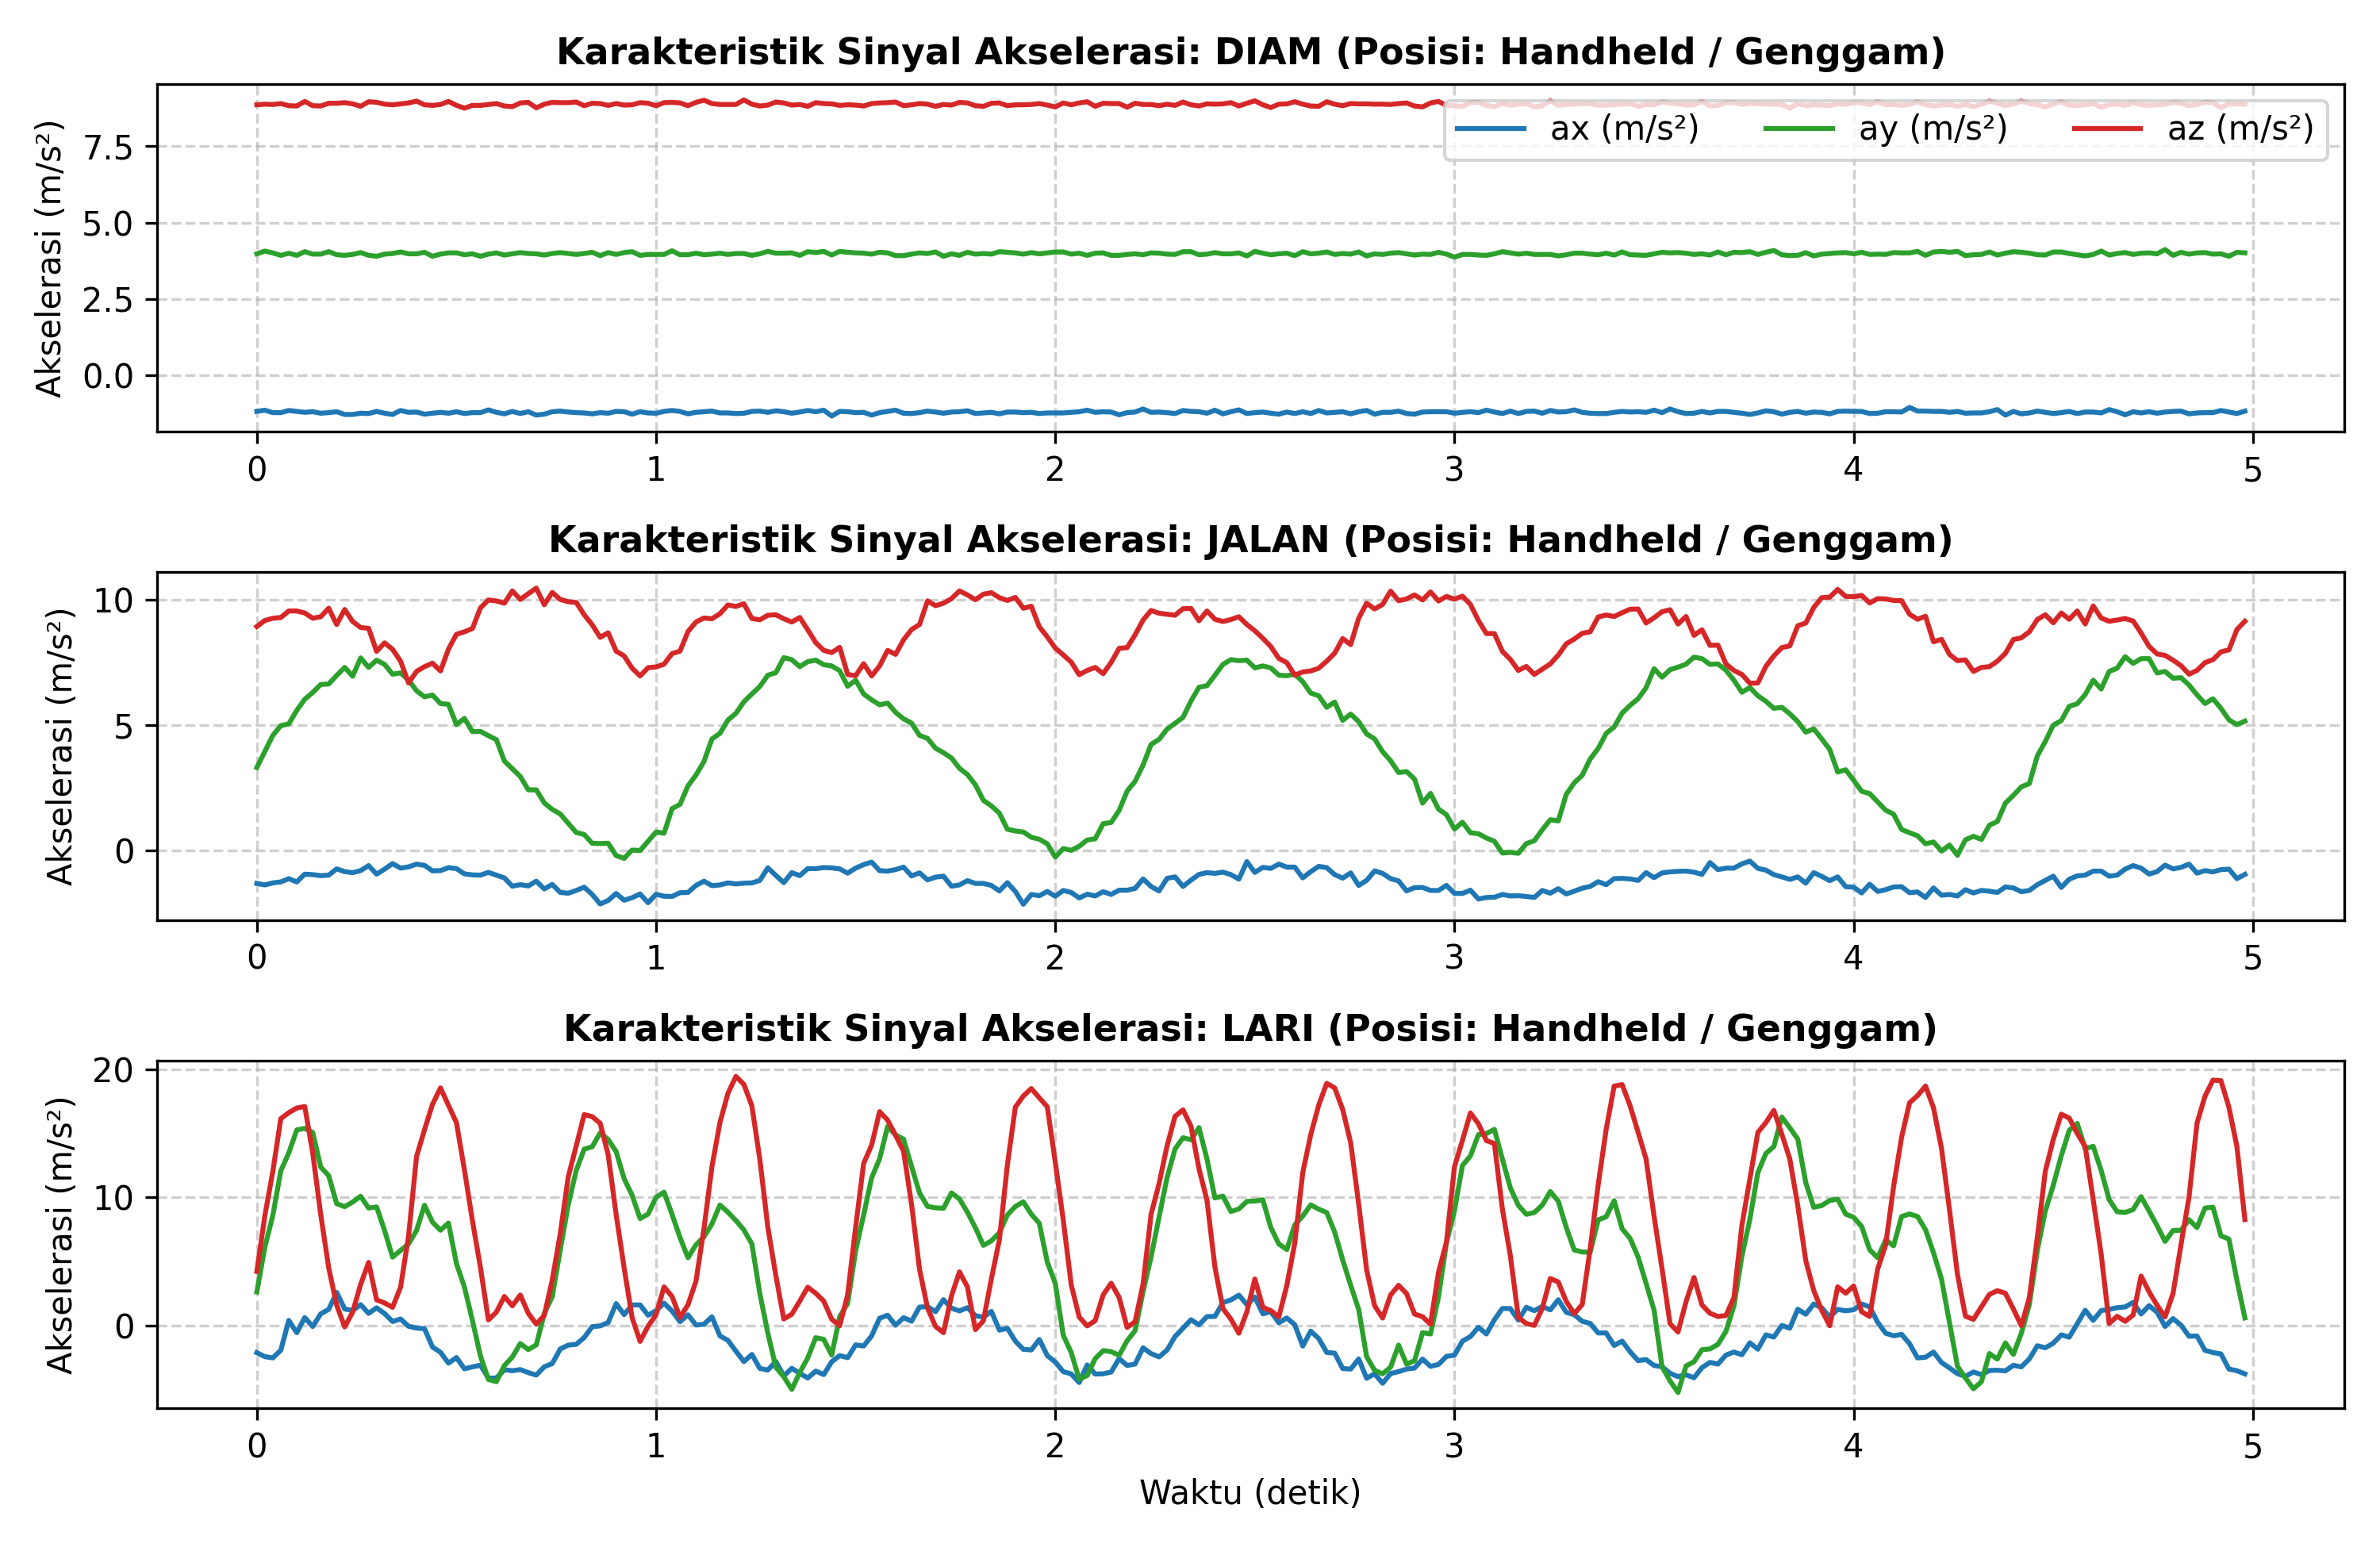 Karakteristik Sinyal Akselerasi: DIAM (Posisi: Handheld / Genggam)
Akselerasi (m/s²)
7.5
5.0
2.5
0.0
ax (m/s²) ay (m/s²) az (m/s²)
0 1 2 3 4 5
Karakteristik Sinyal Akselerasi: JALAN (Posisi: Handheld / Genggam)
Akselerasi (m/s²)
10
5
0
0 1 2 3 4 5
Karakteristik Sinyal Akselerasi: LARI (Posisi: Handheld / Genggam)
Akselerasi (m/s²)
20
10
0
0 1 2 3 4 5
Waktu (detik)